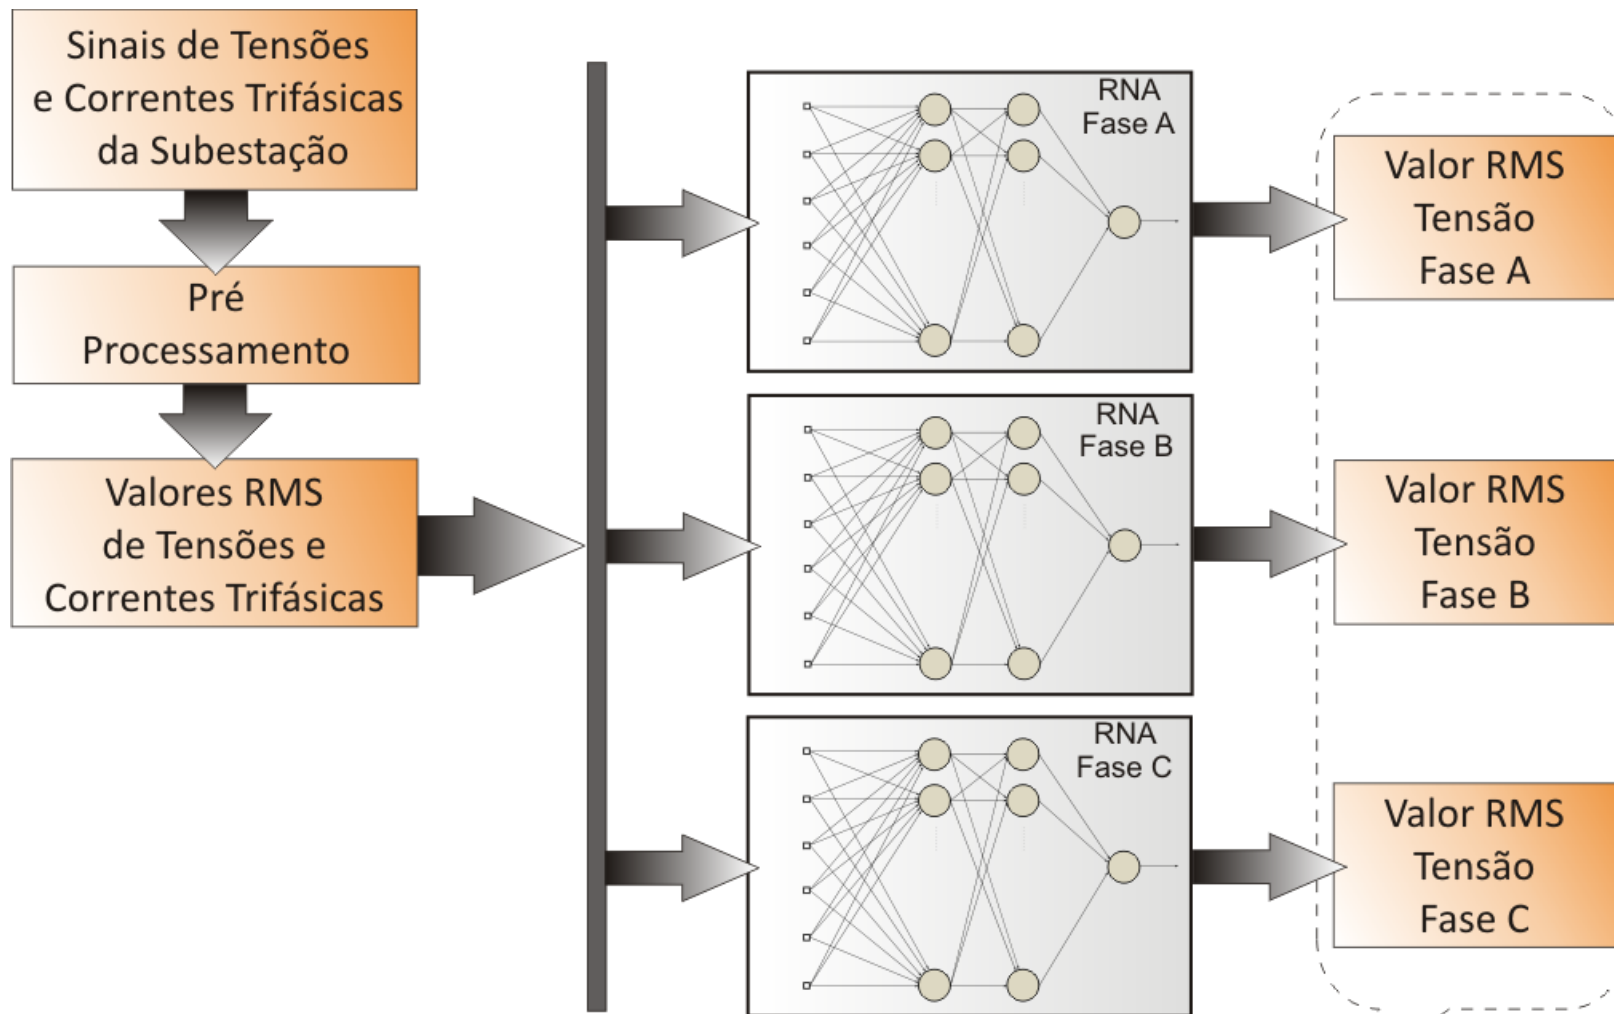 Sinais de Tensões
e Correntes Trifásicas
da Subestação
Pré
Processamento
Valores RMS
de Tensões e
Correntes Trifásicas
RNA
Fase A
Valor RMS
Tensão
Fase A
RNA
Fase B
Valor RMS
Tensão
Fase B
RNA
Fase C
Valor RMS
Tensão
Fase C